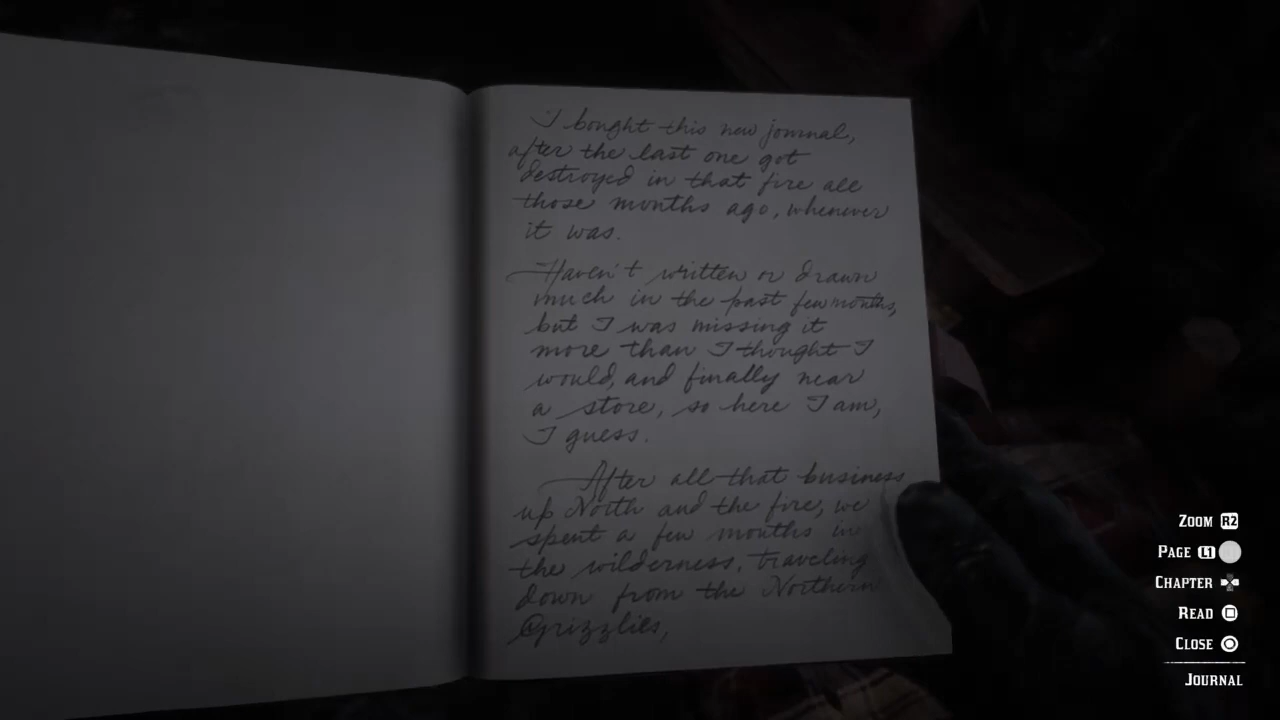 I bought this new journal,
after the last one got
destroyed in that fire all
those months ago, whenever
it was.
Haven't written or drawn
much in the past few months,
but I was missing it
more than I thought I
would, and finally near
a store, so here I am,
I guess.
After all that business
up North and the fire, we
spent a few months in
the wilderness, traveling
down from the Northern
Grizzlies,
ZOOM R2
PAGE L1
CHAPTER
READ
CLOSE
JOURNAL